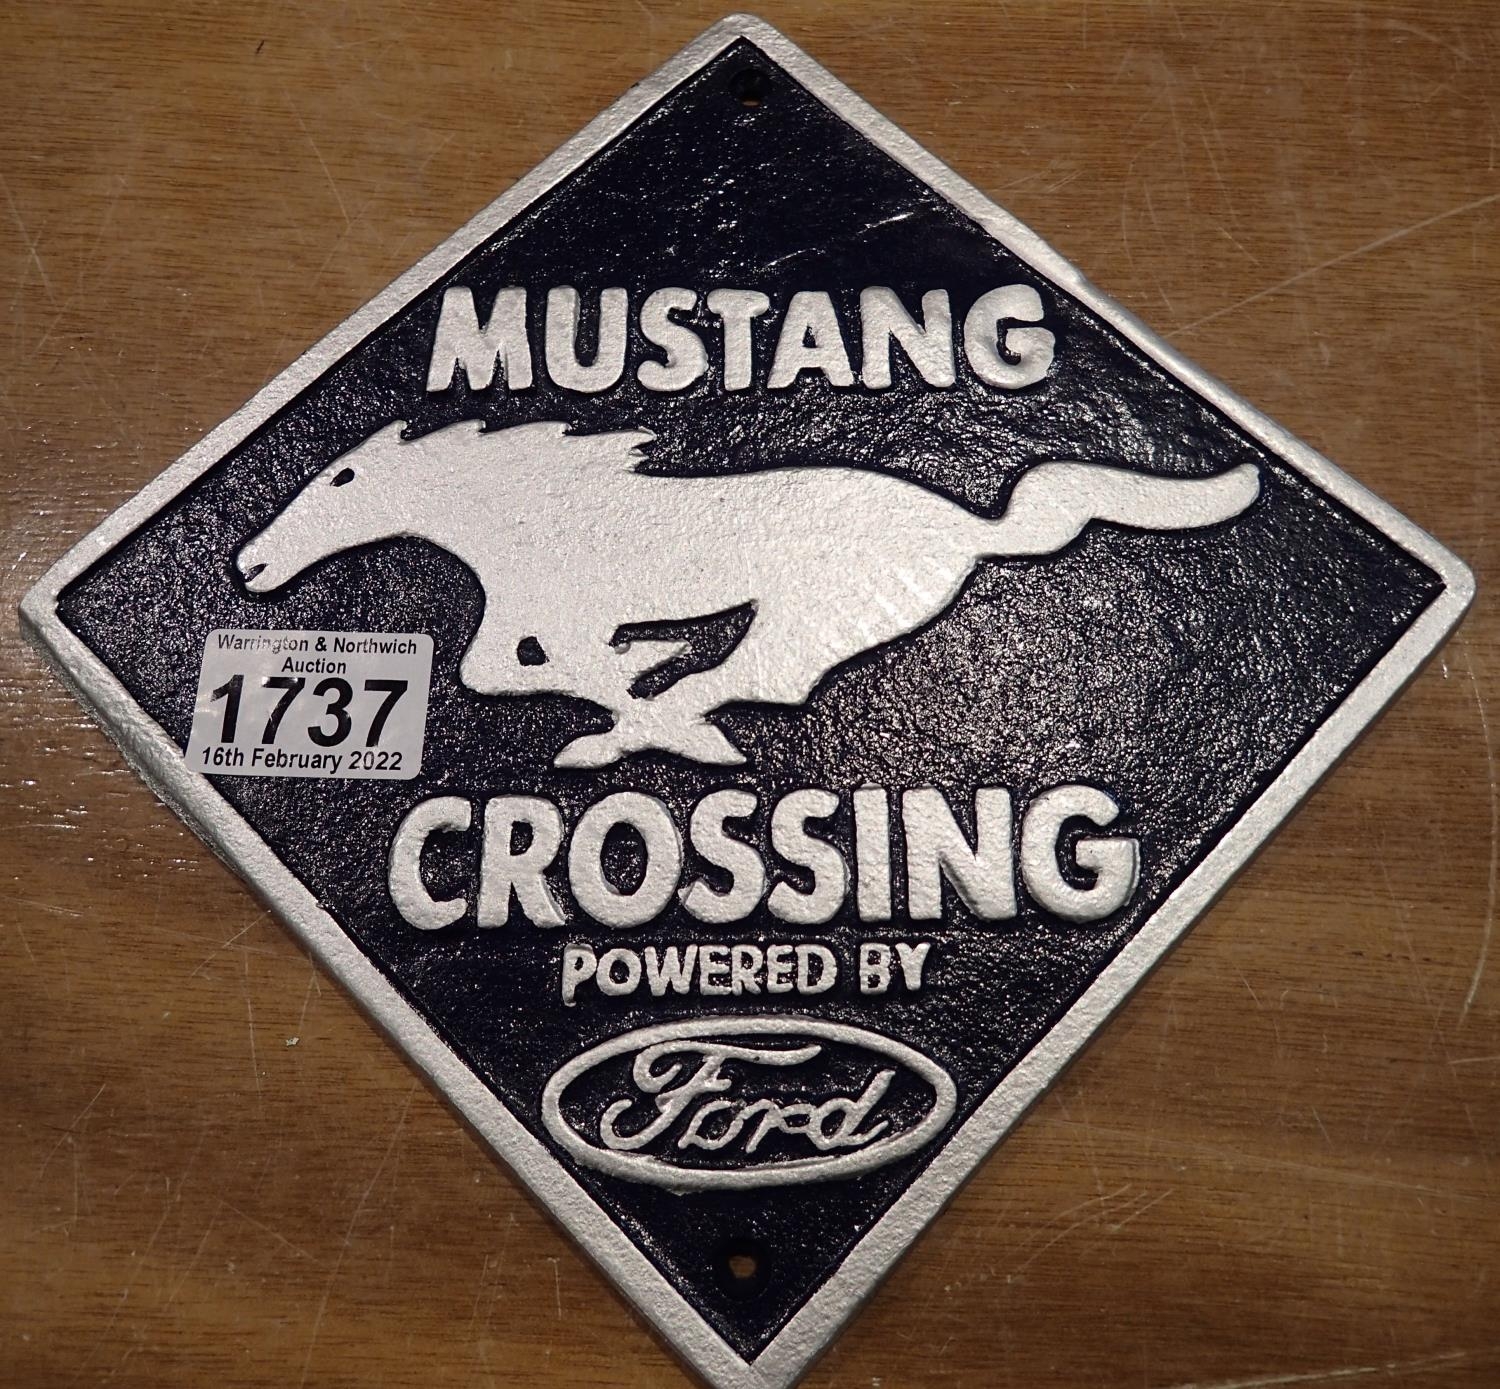 MUSTANG
Warrington & Northwich
Auction
1737
16th February 2022
CROSSING
POWERED BY
Ford